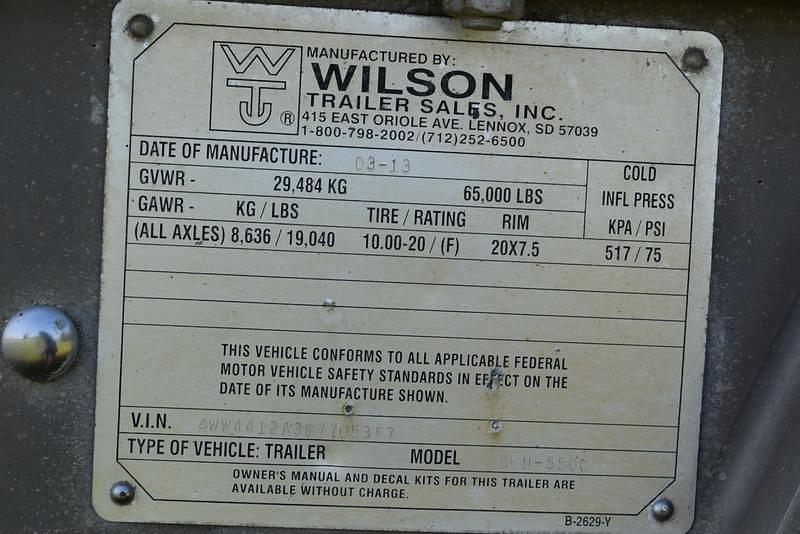 WT
®
MANUFACTURED BY:
WILSON
TRAILER SALES, INC.
415 EAST ORIOLE AVE. LENNOX, SD 57039
1-800-798-2002/(712)252-6500
DATE OF MANUFACTURE: 03-13
GVWR - 29,484 KG 65,000 LBS
GAWR - KG / LBS TIRE / RATING RIM
COLD
INFL PRESS
KPA / PSI
(ALL AXLES) 8,636 / 19,040 10.00-20 / (F) 20X7.5 517 / 75
THIS VEHICLE CONFORMS TO ALL APPLICABLE FEDERAL
MOTOR VEHICLE SAFETY STANDARDS IN EFFECT ON THE
DATE OF ITS MANUFACTURE SHOWN.
V.I.N.
TYPE OF VEHICLE: TRAILER MODEL
OWNER'S MANUAL AND DECAL KITS FOR THIS TRAILER ARE
AVAILABLE WITHOUT CHARGE.
B-2629-Y